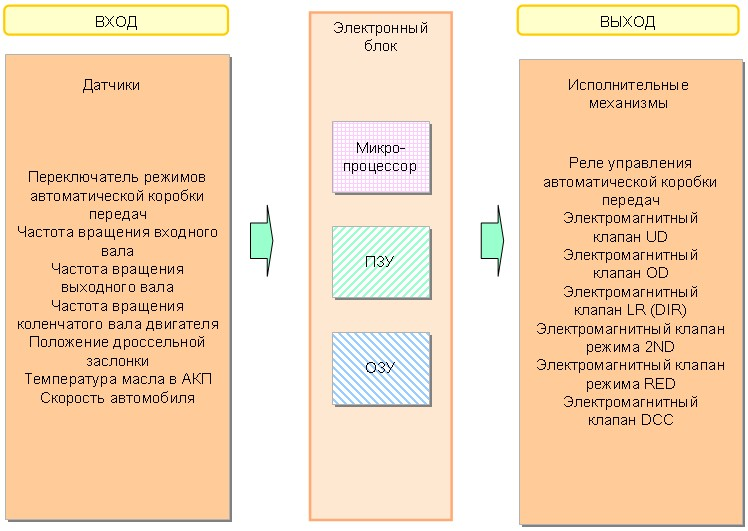 ВХОД
Датчики
Переключатель режимов
автоматической коробки
передач
Частота вращения входного
вала
Частота вращения
выходного вала
Частота вращения
коленчатого вала двигателя
Положение дроссельной
заслонки
Температура масла в АКП
Скорость автомобиля
Электронный
блок
Микро-
процессор
ПЗУ
ОЗУ
ВЫХОД
Исполнительные
механизмы
Реле управления
автоматической коробки
передач
Электромагнитный
клапан UD
Электромагнитный
клапан OD
Электромагнитный
клапан LR (DIR)
Электромагнитный клапан
режима 2ND
Электромагнитный клапан
режима RED
Электромагнитный
клапан DCC